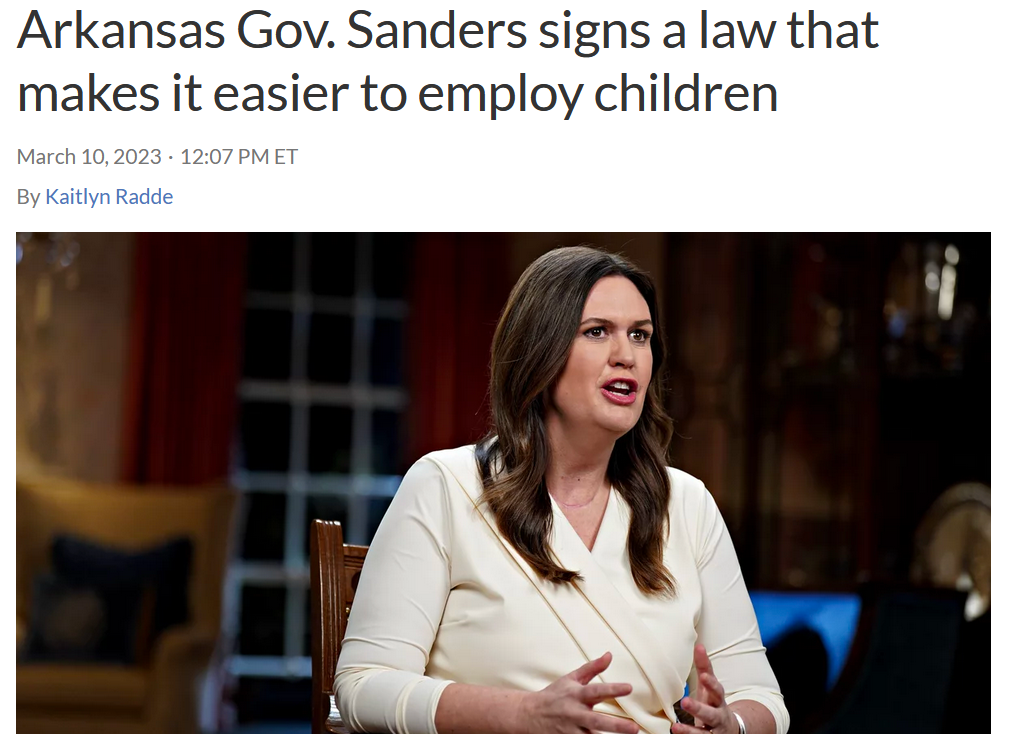 Arkansas Gov. Sanders signs a law that
makes it easier to employ children
March 10, 2023 · 12:07 PM ET
By Kaitlyn Radde